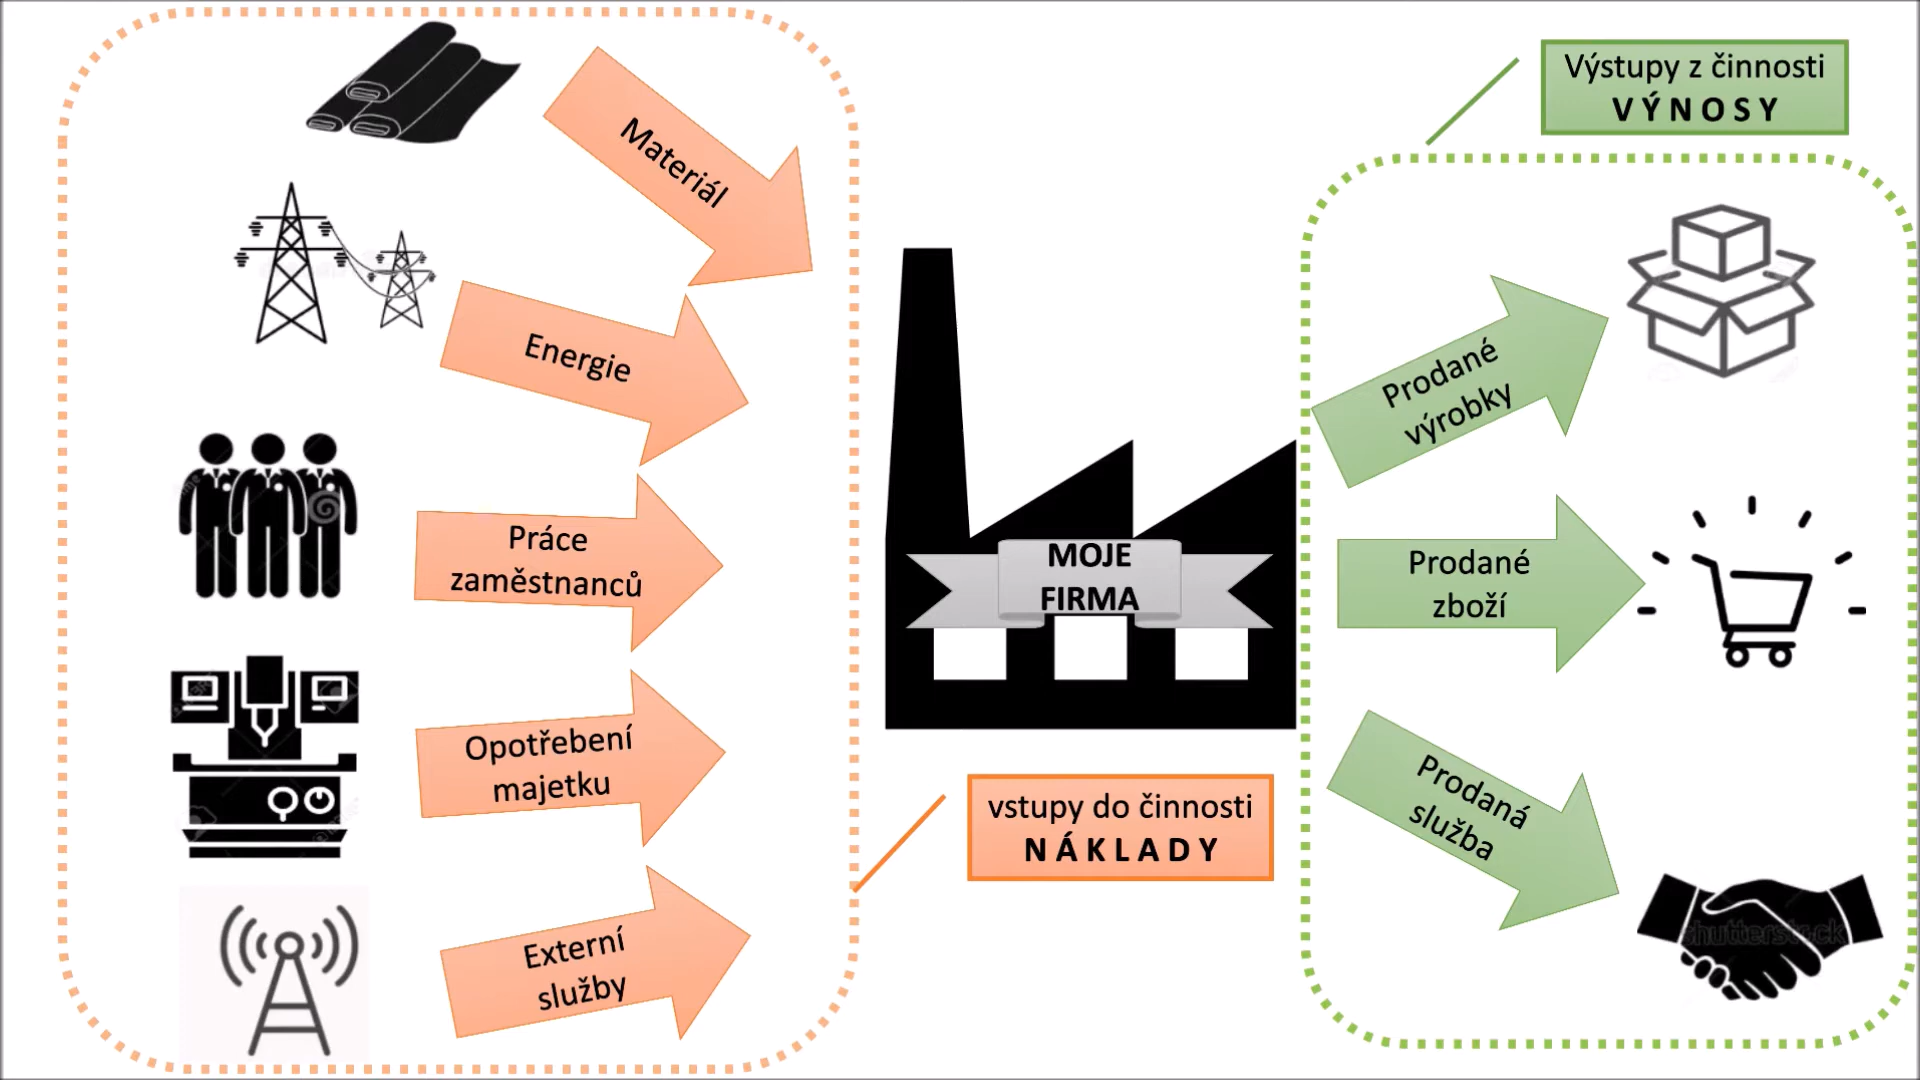 Materiál
Energie
Práce
zaměstnanců
Opotřebení
majetku
Externí
služby
MOJE
FIRMA
vstupy do činnosti
NÁKLADY
Výstupy z činnosti
VÝNOSY
Prodané
výrobky
Prodané
zboží
Prodaná
služba
shutterstock